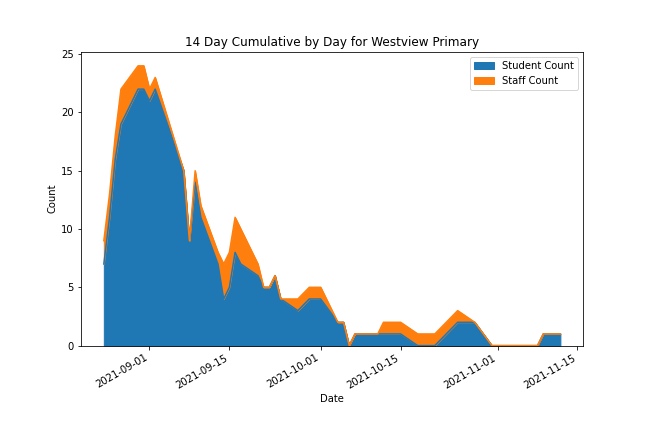 14 Day Cumulative by Day for Westview Primary
Student Count
Staff Count
25
20
15
10
5
0
Count
2021-09-01
2021-09-15
2021-10-01
2021-10-15
2021-11-01
2021-11-15
Date